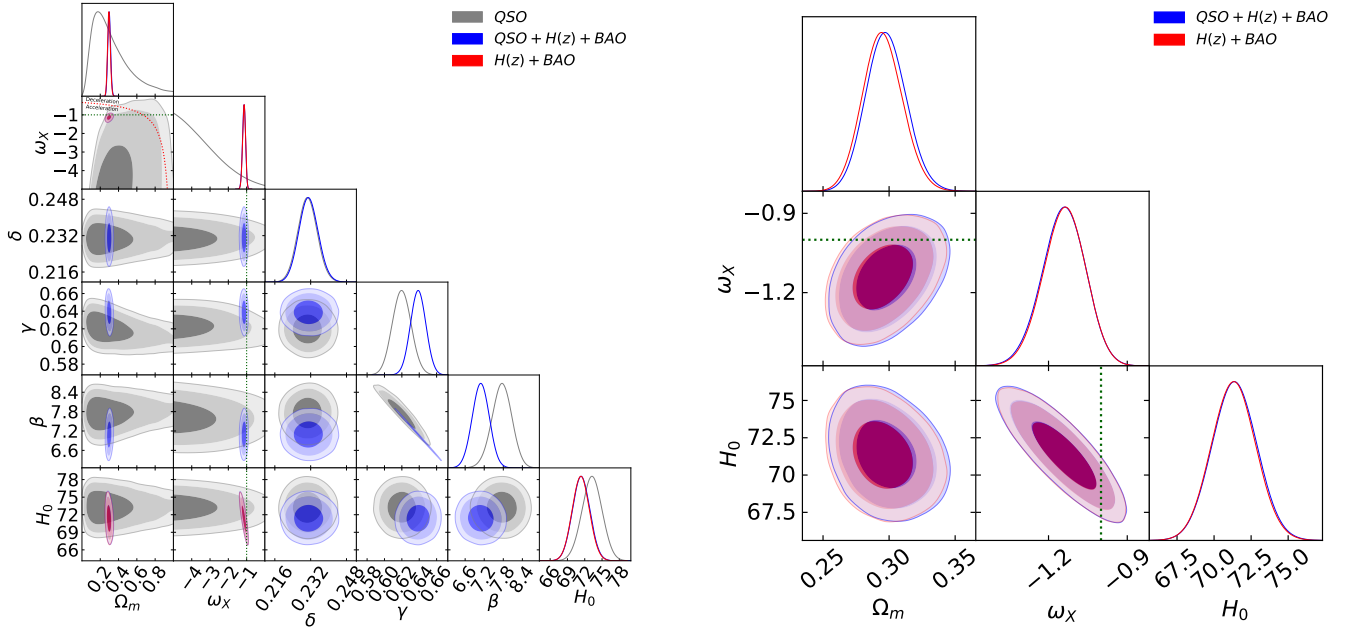 QSO
QSO + H(z) + BAO
H(z) + BAO
Deceleration
Acceleration
ω_X
−1
−2
−3
−4
δ
0.248
0.232
0.216
γ
0.66
0.64
0.62
0.6
0.58
β
8.4
7.8
7.2
6.6
H_0
78
75
72
69
66
0.2 0.4 0.6 0.8
Ω_m
−4 −3 −2 −1
ω_X
0.216 0.232 0.248
δ
0.58 0.60 0.62 0.64 0.66
γ
6.6 7.2 7.8 8.4
β
66 69 72 75 78
H_0
QSO + H(z) + BAO
H(z) + BAO
ω_X
−0.9
−1.2
H_0
75
72.5
70
67.5
0.25 0.30 0.35
Ω_m
−1.2 −0.9
ω_X
67.5 70.0 72.5 75.0
H_0